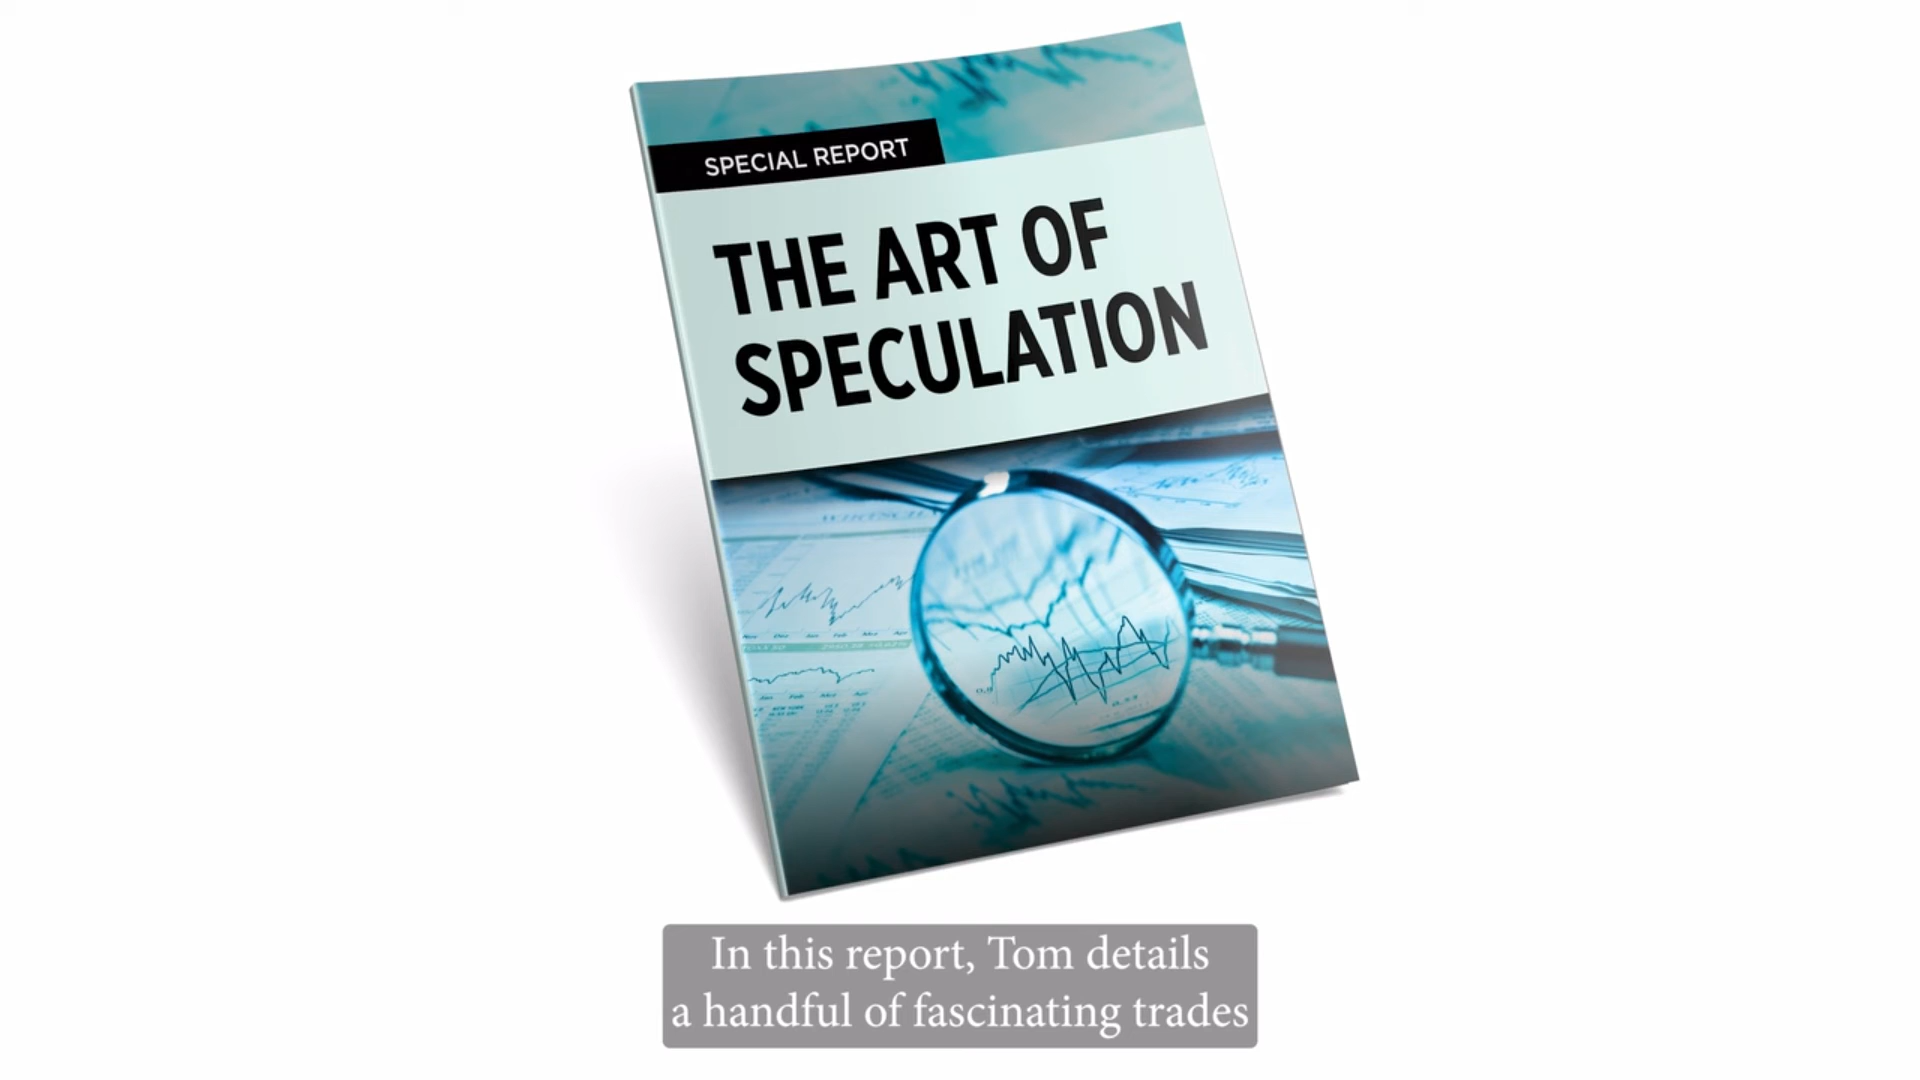 SPECIAL REPORT
THE ART OF
SPECULATION
In this report, Tom details
a handful of fascinating trades